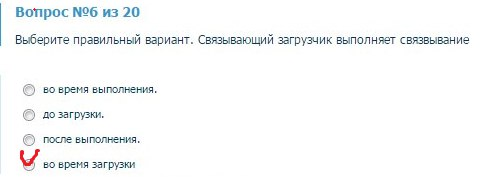 Вопрос №6 из 20
Выберите правильный вариант. Связывающий загрузчик выполняет связвывание
во время выполнения.
до загрузки.
после выполнения.
во время загрузки